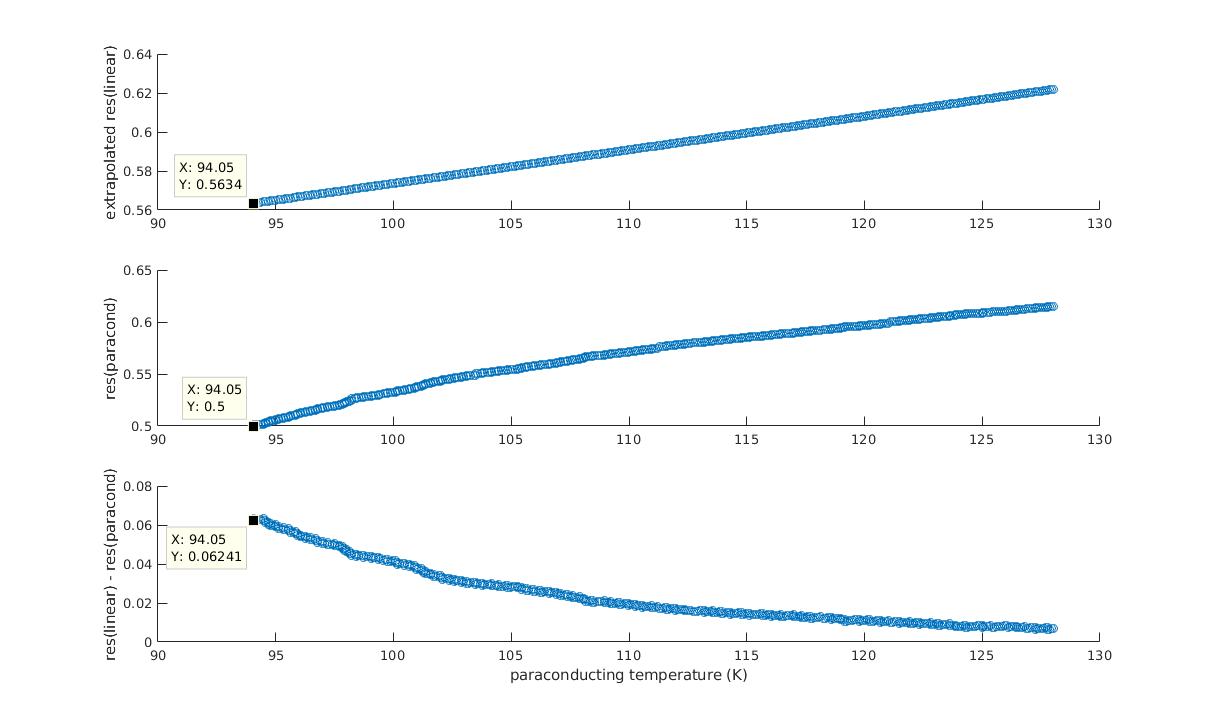 extrapolated res(linear)
0.64
0.62
0.6
0.58
0.56
X: 94.05
Y: 0.5634
90 95 100 105 110 115 120 125 130
res(paracond)
0.65
0.6
0.55
0.5
X: 94.05
Y: 0.5
90 95 100 105 110 115 120 125 130
res(linear) - res(paracond)
0.08
0.06
0.04
0.02
0
X: 94.05
Y: 0.06241
90 95 100 105 110 115 120 125 130
paraconducting temperature (K)